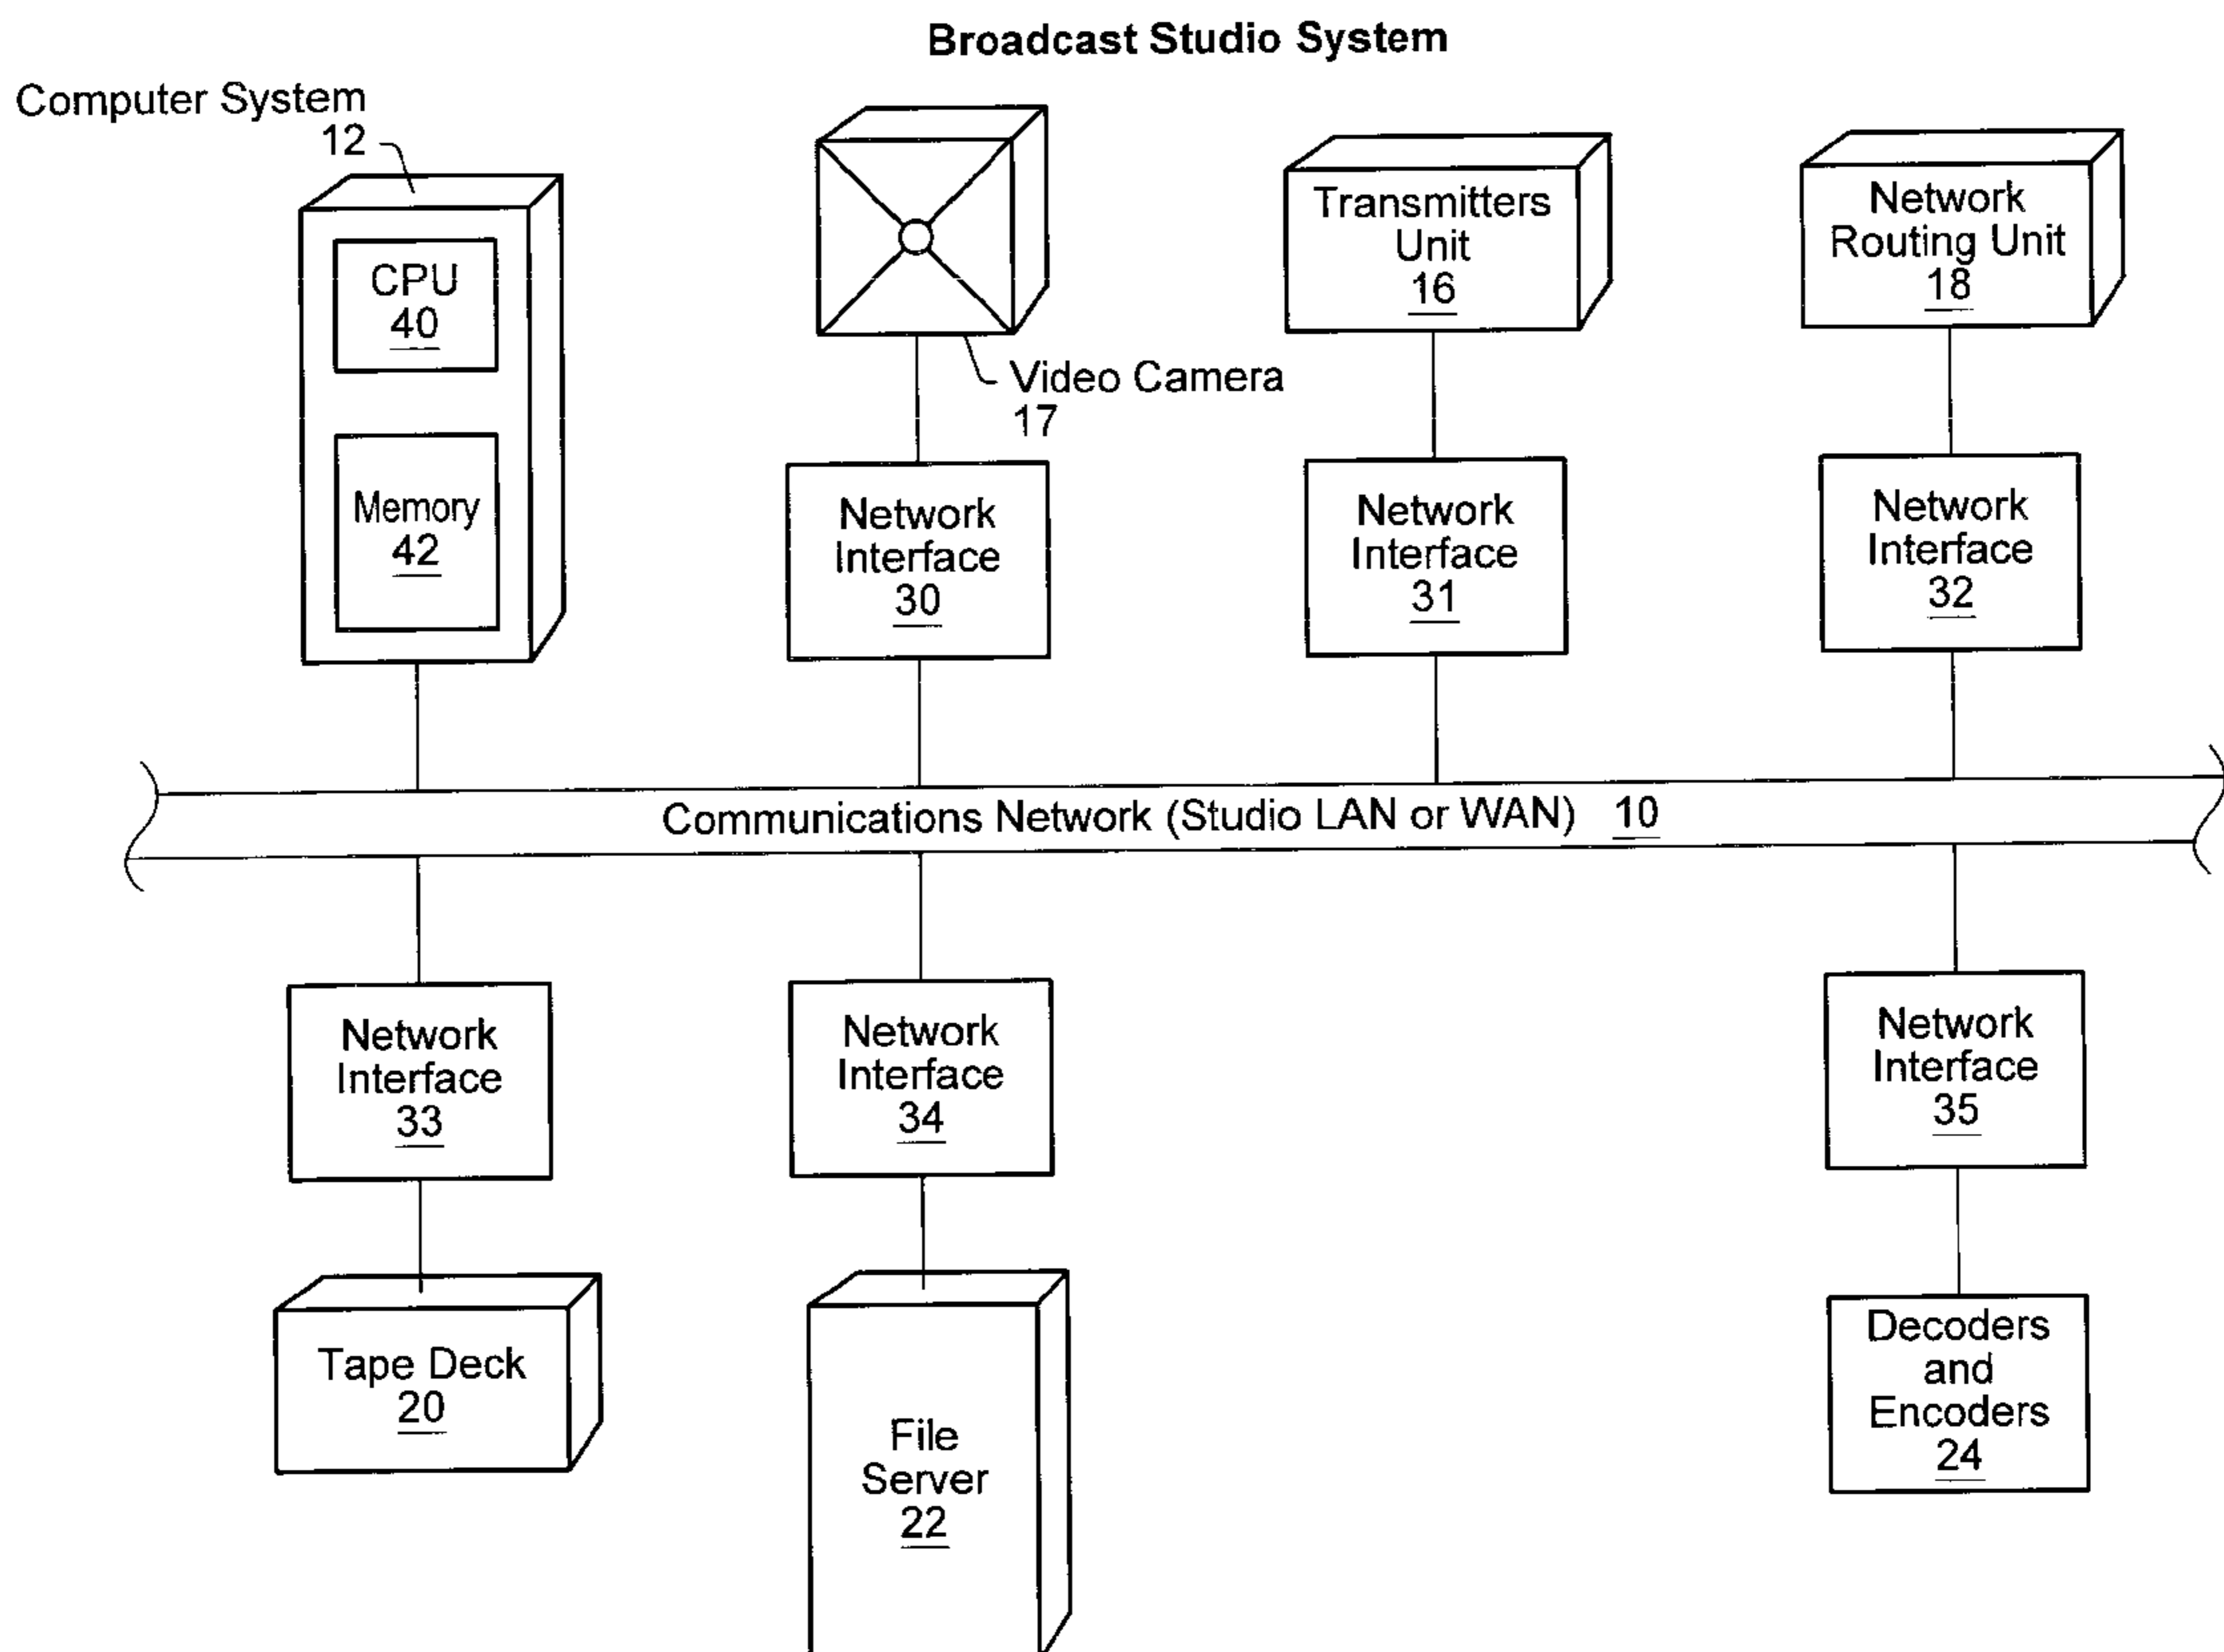 Broadcast Studio System
Computer System
12
CPU
40
Memory
42
Video Camera
17
Transmitters
Unit
16
Network
Routing Unit
18
Network
Interface
30
Network
Interface
31
Network
Interface
32
Communications Network (Studio LAN or WAN) 10
Network
Interface
33
Network
Interface
34
Network
Interface
35
Tape Deck
20
File
Server
22
Decoders
and
Encoders
24